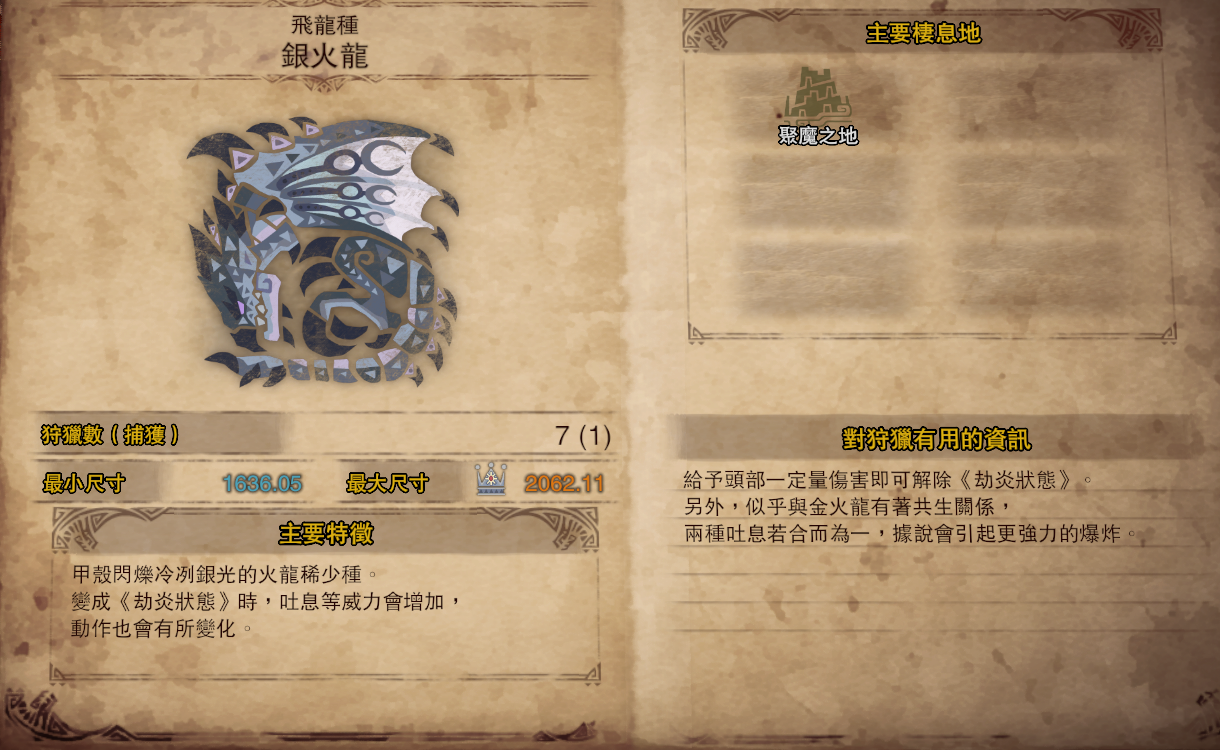 飛龍種
銀火龍
狩獵數(捕獲)
7 (1)
最小尺寸 1636.05 最大尺寸 2062.11
主要特徵
甲殼閃爍冷冽銀光的火龍稀少種。
變成《劫炎狀態》時，吐息等威力會增加，
動作也會有所變化。
主要棲息地
聚魔之地
對狩獵有用的資訊
給予頭部一定量傷害即可解除《劫炎狀態》。
另外，似乎與金火龍有著共生關係，
兩種吐息若合而為一，據說會引起更強力的爆炸。